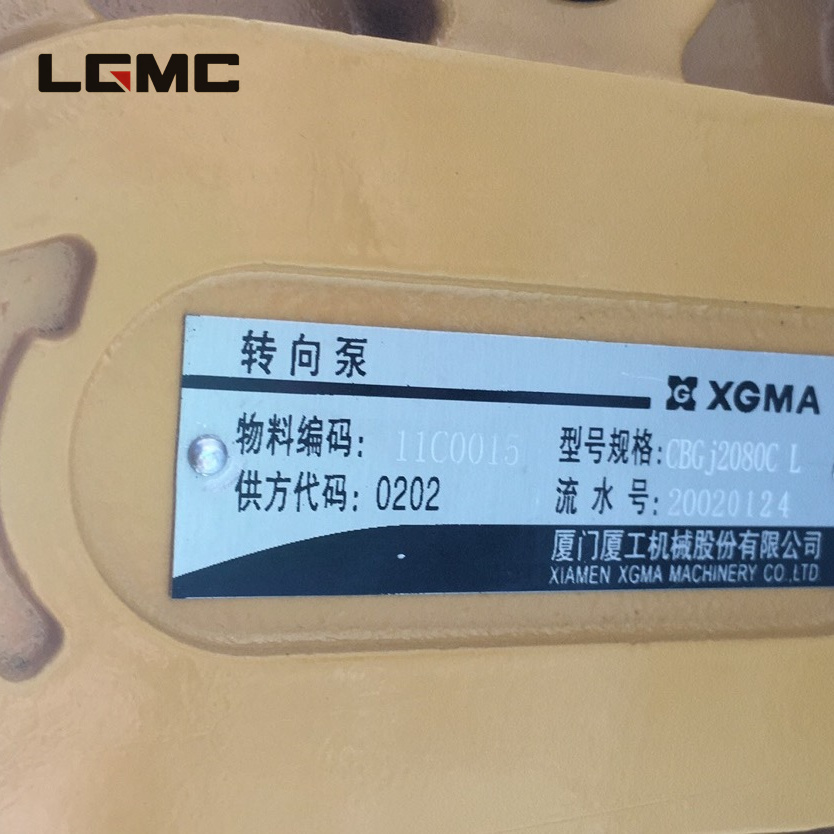 LGMC
转向泵
XGMA
物料编码: 11C0015 型号规格:CBGj2080C L
供方代码: 0202 流水号:20020124
厦门厦工机械股份有限公司
XIAMEN XGMA MACHINERY CO.,LTD